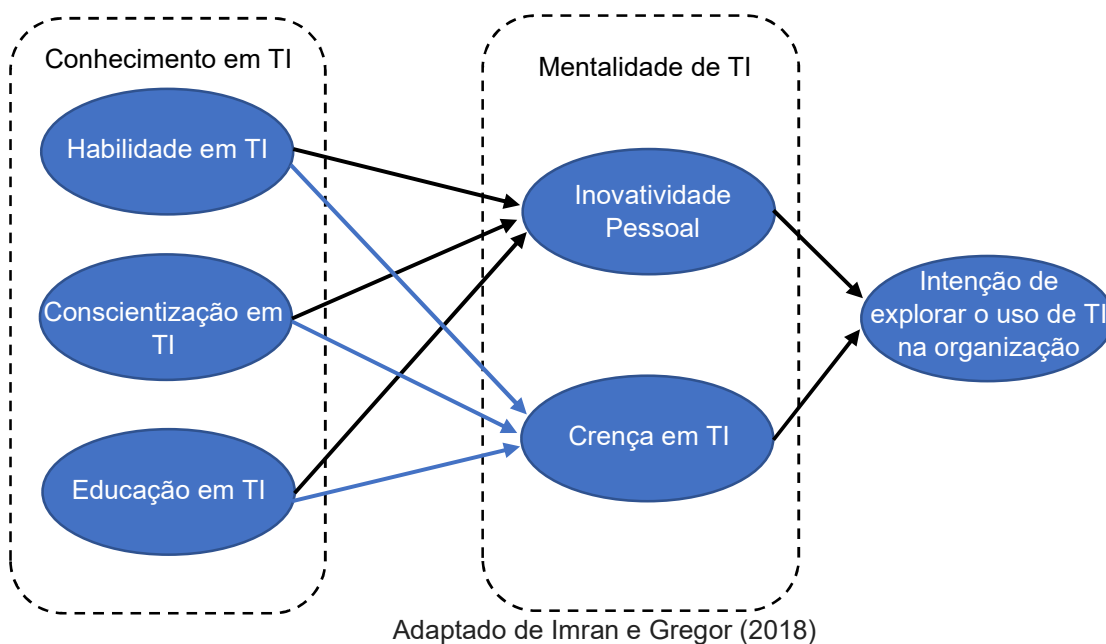 Conhecimento em TI
Habilidade em TI
Conscientização em
TI
Educação em TI
Mentalidade de TI
Inovatividade
Pessoal
Crença em TI
Intenção de
explorar o uso de TI
na organização
Adaptado de Imran e Gregor (2018)